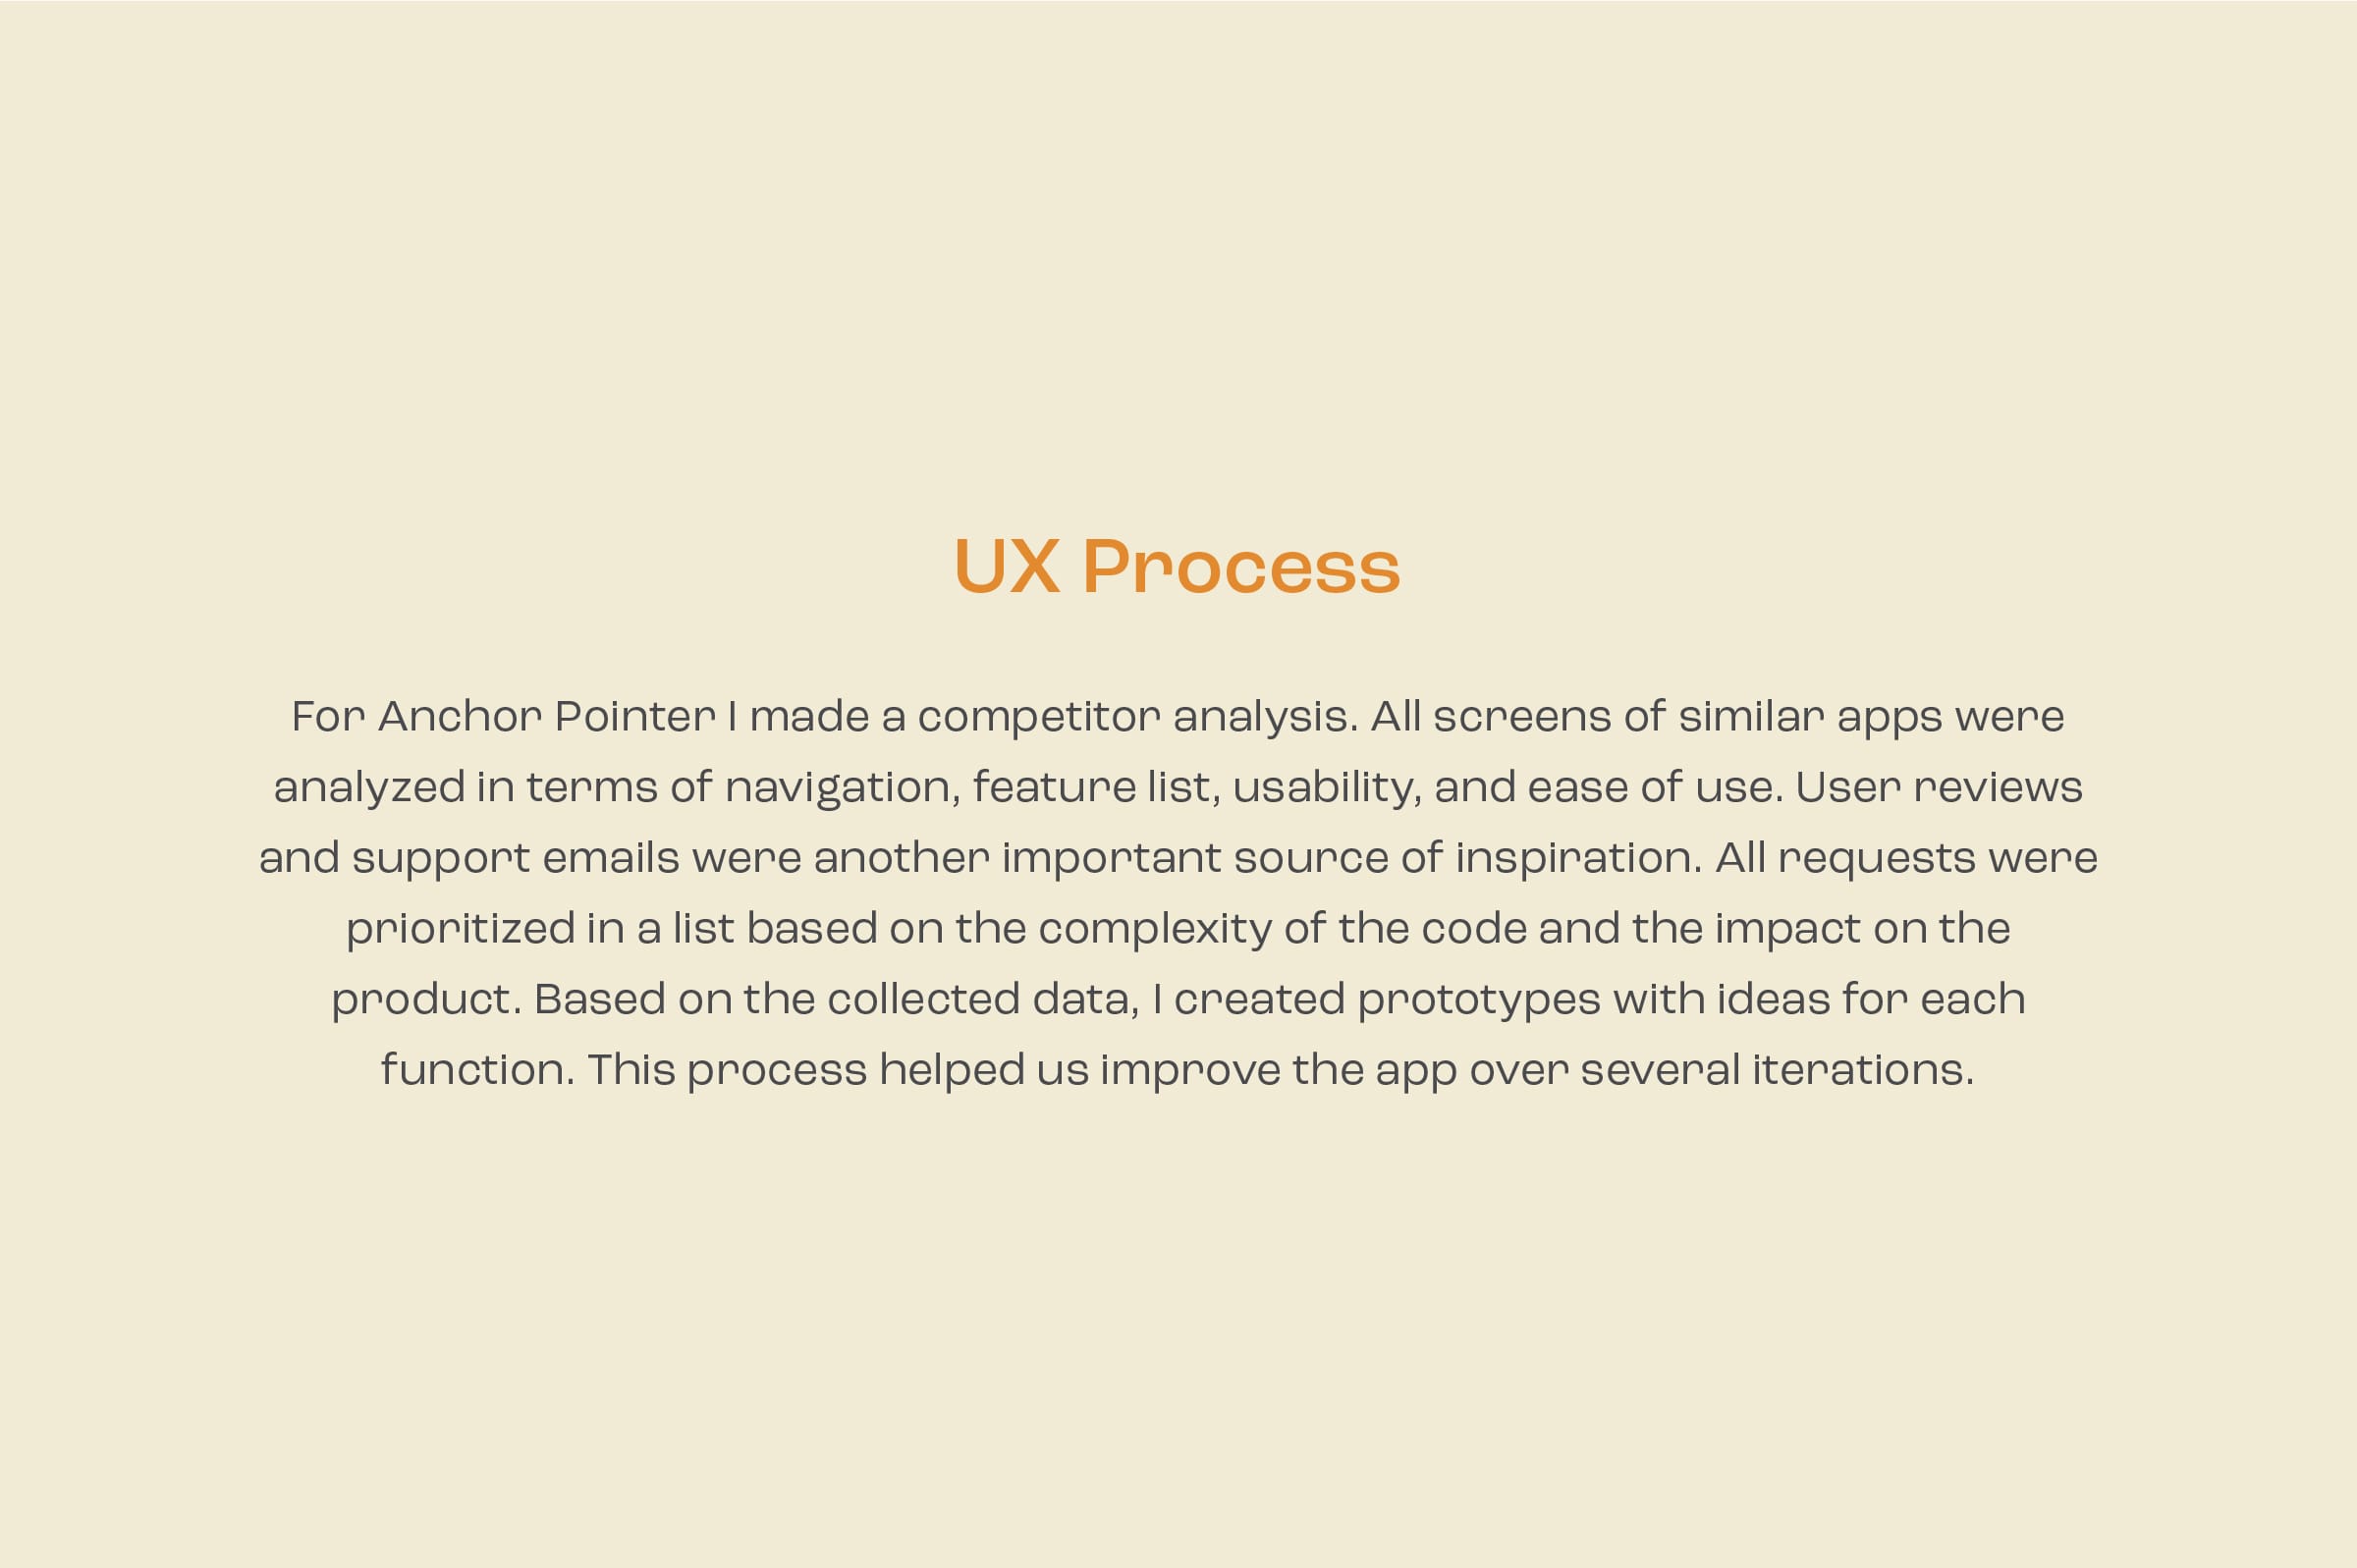 UX Process
For Anchor Pointer I made a competitor analysis. All screens of similar apps were
analyzed in terms of navigation, feature list, usability, and ease of use. User reviews
and support emails were another important source of inspiration. All requests were
prioritized in a list based on the complexity of the code and the impact on the
product. Based on the collected data, I created prototypes with ideas for each
function. This process helped us improve the app over several iterations.